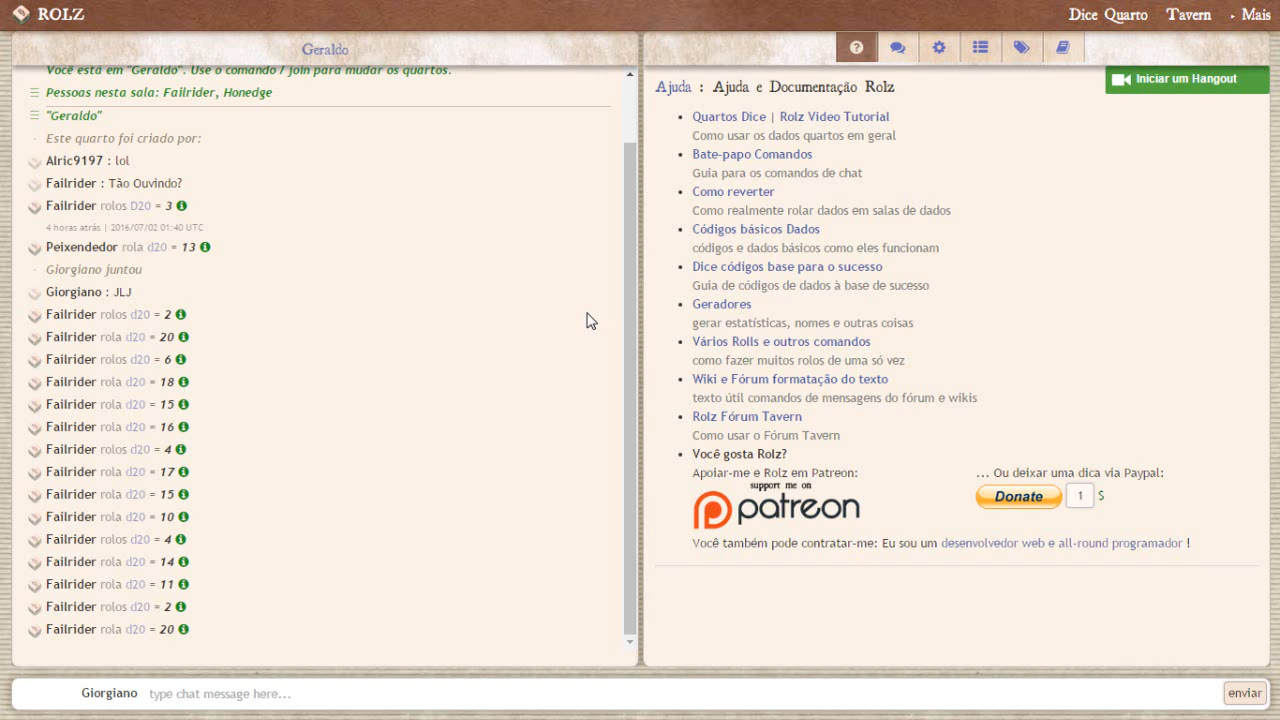 ROLZ
Dice Quarto Tavern Mais
Geraldo
Você está em "Geraldo". Use o comando / join para mudar os quartos.
Pessoas nesta sala: Failrider, Honedge
"Geraldo"
Este quarto foi criado por:
Alric9197 : lol
Failrider : Tão Ouvindo?
Failrider rolos D20 = 3
4 horas atrás | 2016/07/02 01:40 UTC
Peixendedor rola d20 = 13
Giorgiano juntou
Giorgiano : JLJ
Failrider rolos d20 = 2
Failrider rola d20 = 20
Failrider rolos d20 = 6
Failrider rola d20 = 18
Failrider rola d20 = 15
Failrider rola d20 = 16
Failrider rolos d20 = 4
Failrider rola d20 = 17
Failrider rola d20 = 15
Failrider rola d20 = 10
Failrider rolos d20 = 4
Failrider rola d20 = 14
Failrider rola d20 = 11
Failrider rolos d20 = 2
Failrider rola d20 = 20
Iniciar um Hangout
Ajuda : Ajuda e Documentação Rolz
Quartos Dice | Rolz Video Tutorial
Como usar os dados quartos em geral
Bate-papo Comandos
Guia para os comandos de chat
Como reverter
Como realmente rolar dados em salas de dados
Códigos básicos Dados
códigos e dados básicos como eles funcionam
Dice códigos base para o sucesso
Guia de códigos de dados à base de sucesso
Geradores
gerar estatísticas, nomes e outras coisas
Vários Rolls e outros comandos
como fazer muitos rolos de uma só vez
Wiki e Fórum formatação do texto
texto útil comandos de mensagens do fórum e wikis
Rolz Fórum Tavern
Como usar o Fórum Tavern
Você gosta Rolz?
Apoiar-me e Rolz em Patreon:
support me on
patreon
... Ou deixar uma dica via Paypal:
Donate 1 $
Você também pode contratar-me: Eu sou um desenvolvedor web e all-round programador !
Giorgiano type chat message here... enviar